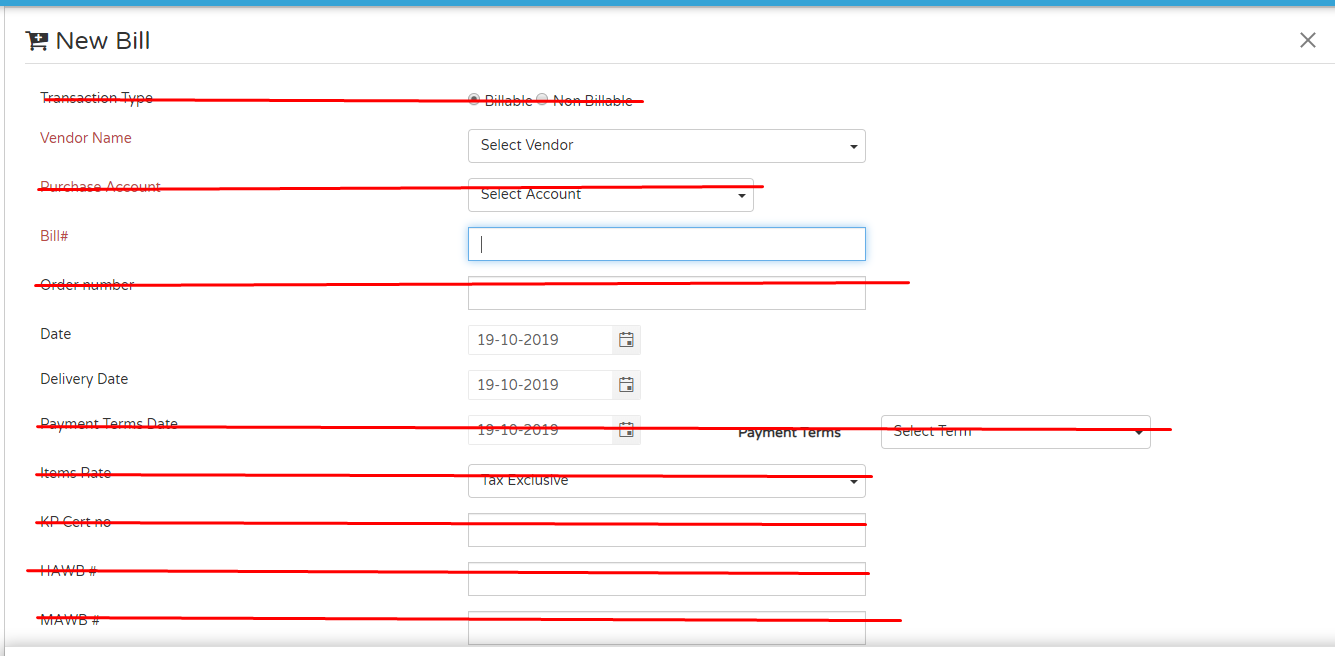 New Bill
Transaction Type Billable Non Billable
Vendor Name Select Vendor
Purchase Account Select Account
Bill#
Order number
Date 19-10-2019
Delivery Date 19-10-2019
Payment Terms Date 19-10-2019 Payment Terms Select Term
Items Rate Tax Exclusive
KP Cert no
HAWB #
MAWB #